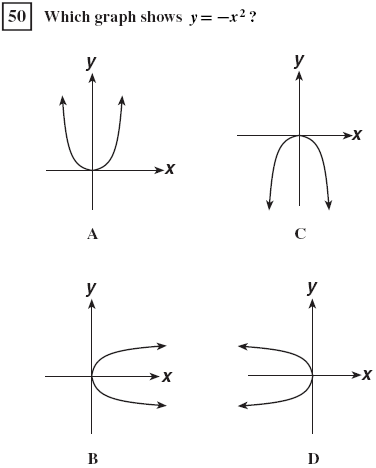 50 Which graph shows y = −x² ?
y
x
A
y
x
C
y
x
B
y
x
D